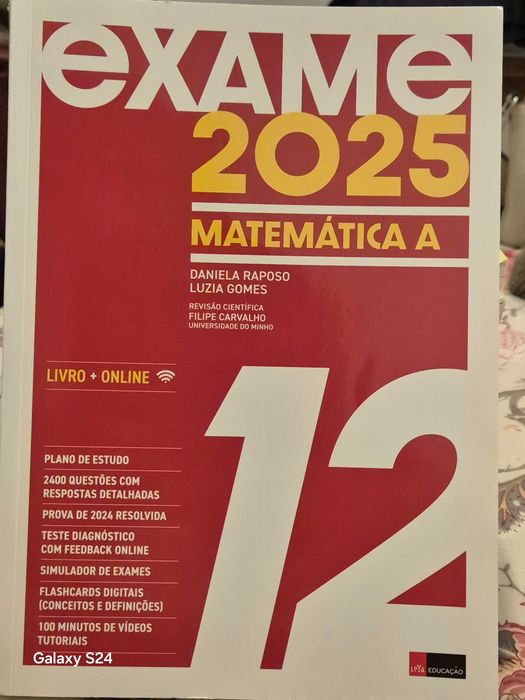 EXAME
2025
MATEMÁTICA A
DANIELA RAPOSO
LUZIA GOMES
REVISÃO CIENTÍFICA
FILIPE CARVALHO
UNIVERSIDADE DO MINHO
LIVRO + ONLINE
12
PLANO DE ESTUDO
2400 QUESTÕES COM
RESPOSTAS DETALHADAS
PROVA DE 2024 RESOLVIDA
TESTE DIAGNÓSTICO
COM FEEDBACK ONLINE
SIMULADOR DE EXAMES
FLASHCARDS DIGITAIS
(CONCEITOS E DEFINIÇÕES)
100 MINUTOS DE VÍDEOS
TUTORIAIS
Galaxy S24
LEYA EDUCAÇÃO